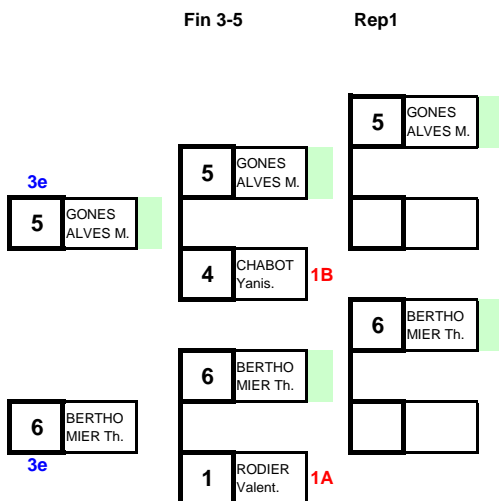 Fin 3-5
Rep1
5
GONES
ALVES M.
5
GONES
ALVES M.
3e
5
GONES
ALVES M.
4
CHABOT
Yanis.
1B
6
BERTHO
MIER Th.
6
BERTHO
MIER Th.
6
BERTHO
MIER Th.
3e
1
RODIER
Valent.
1A